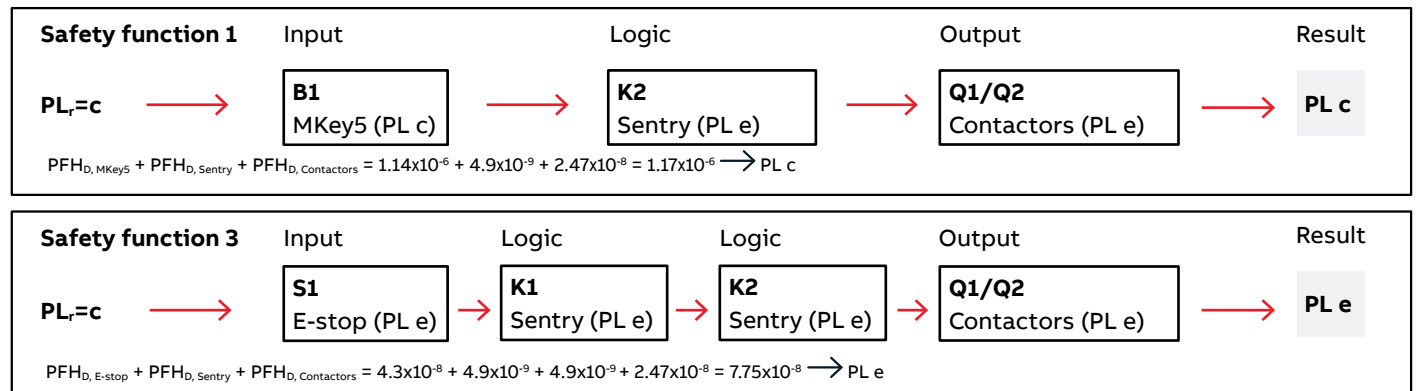 Safety function 1 Input Logic Output Result
PLr=c B1 MKey5 (PL c) K2 Sentry (PL e) Q1/Q2 Contactors (PL e) PL c
PFHD, MKey5 + PFHD, Sentry + PFHD, Contactors = 1.14x10-6 + 4.9x10-9 + 2.47x10-8 = 1.17x10-6 → PL c
Safety function 3 Input Logic Logic Output Result
PLr=c S1 E-stop (PL e) K1 Sentry (PL e) K2 Sentry (PL e) Q1/Q2 Contactors (PL e) PL e
PFHD, E-stop + PFHD, Sentry + PFHD, Contactors = 4.3x10-8 + 4.9x10-9 + 4.9x10-9 + 2.47x10-8 = 7.75x10-8 → PL e